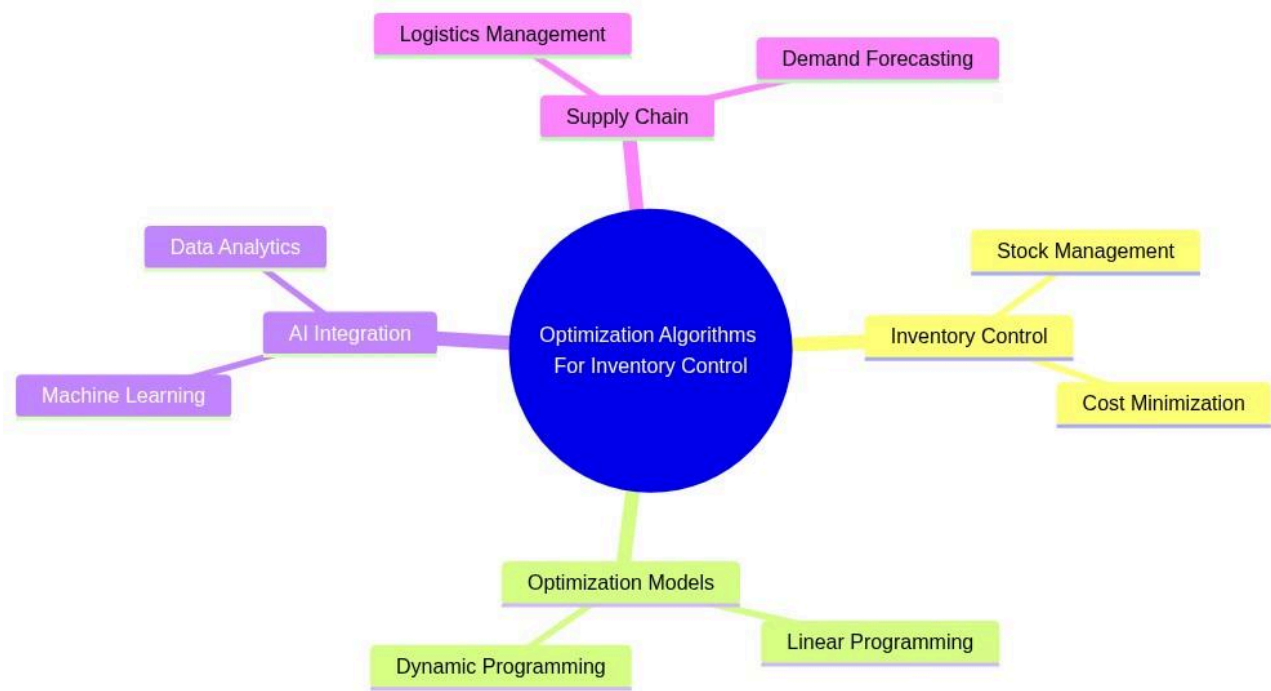 Logistics Management
Demand Forecasting
Supply Chain
Data Analytics
AI Integration
Machine Learning
Optimization Algorithms
For Inventory Control
Stock Management
Inventory Control
Cost Minimization
Optimization Models
Linear Programming
Dynamic Programming